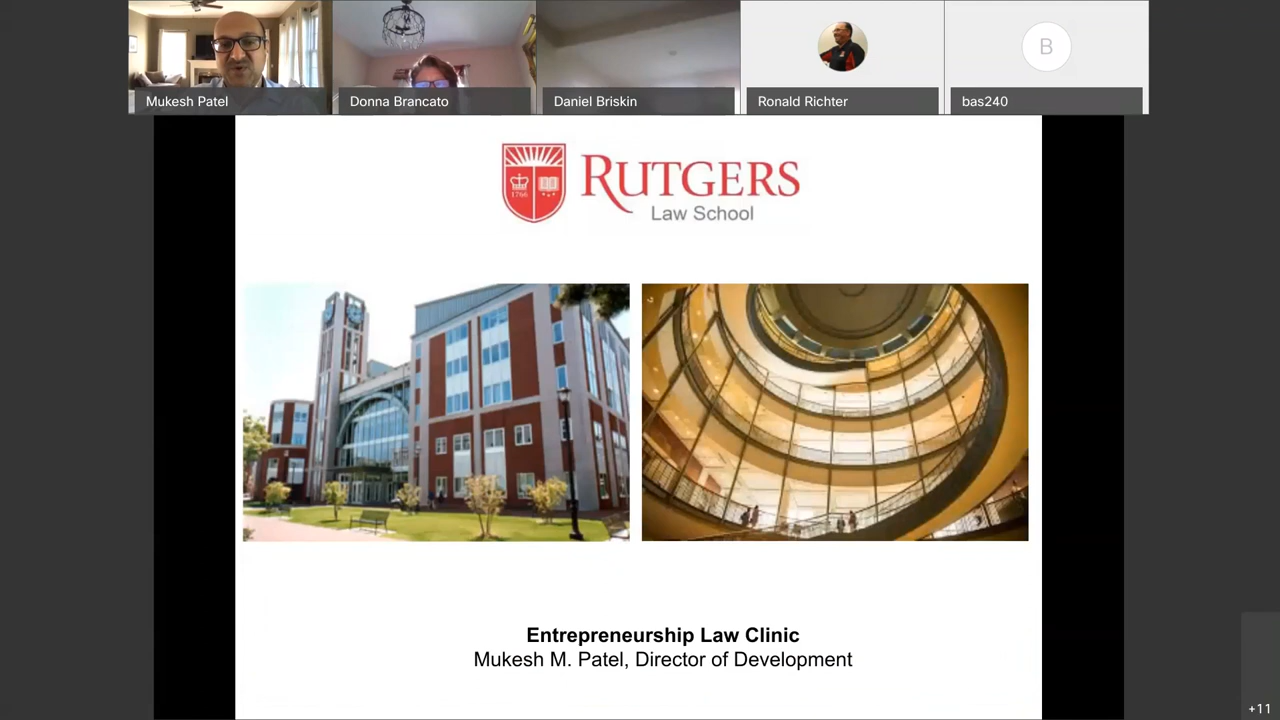 Mukesh Patel
Donna Brancato
Daniel Briskin
Ronald Richter
B
bas240
1766
RUTGERS
Law School
Entrepreneurship Law Clinic
Mukesh M. Patel, Director of Development
+11